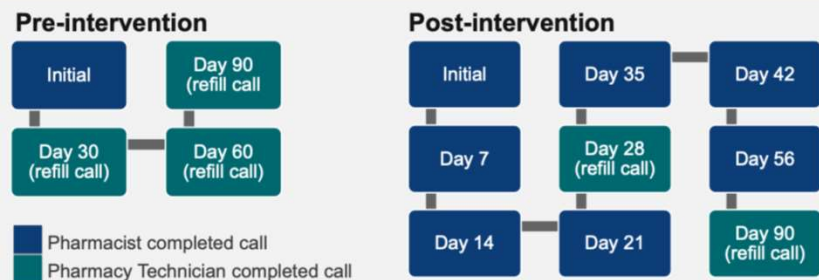 Pre-intervention
Initial
Day 30
(refill call)
Day 60
(refill call)
Day 90
(refill call
Pharmacist completed call
Pharmacy Technician completed call
Post-intervention
Initial
Day 7
Day 14
Day 21
Day 28
(refill call)
Day 35
Day 42
Day 56
Day 90
(refill call)